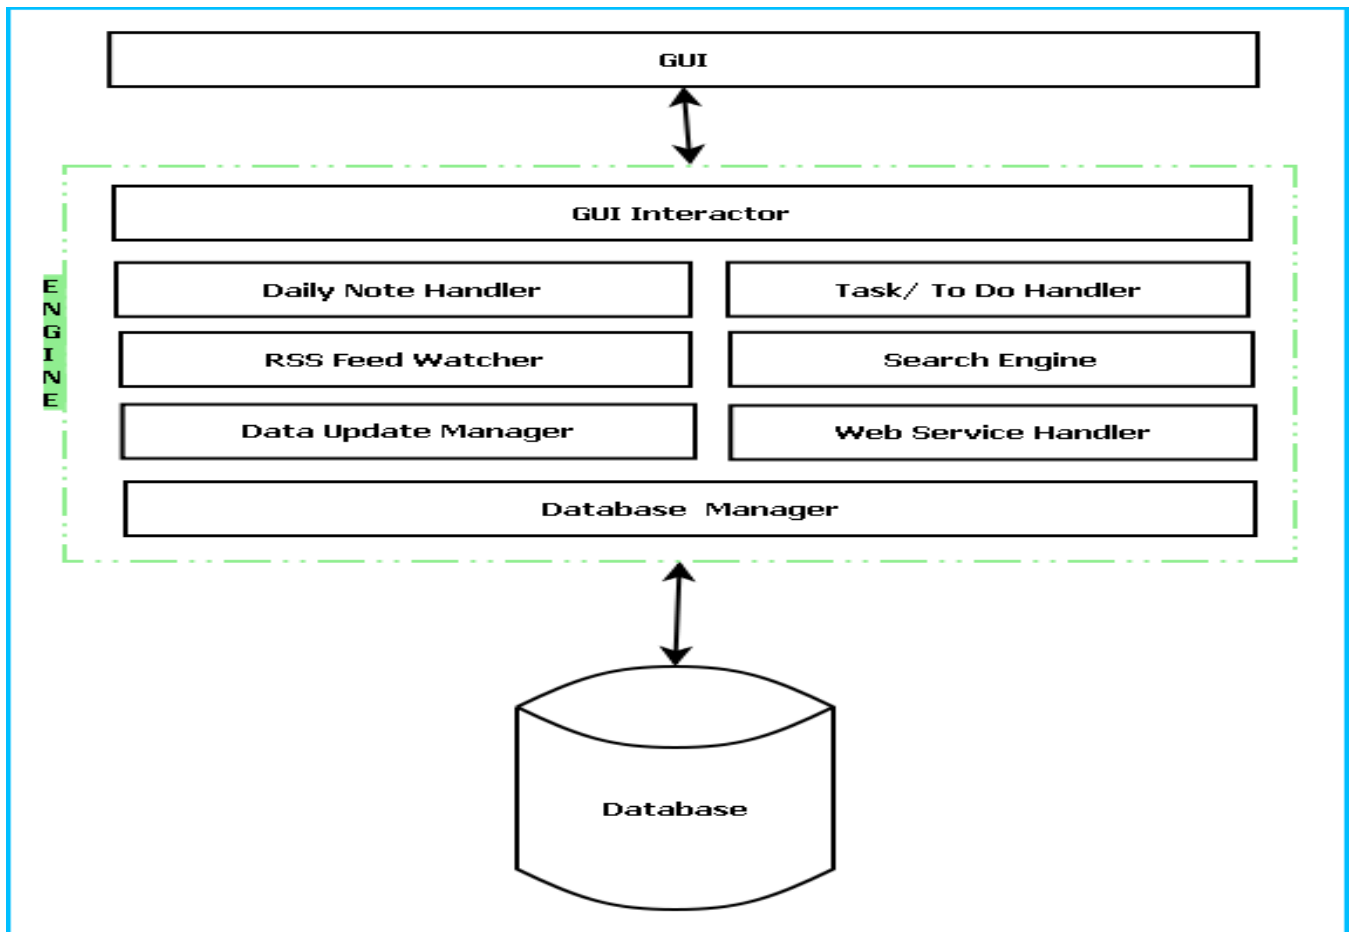 GUI
GUI Interactor
Daily Note Handler
Task/ To Do Handler
E
N
G
I
N
E
RSS Feed Watcher
Search Engine
Data Update Manager
Web Service Handler
Database Manager
Database